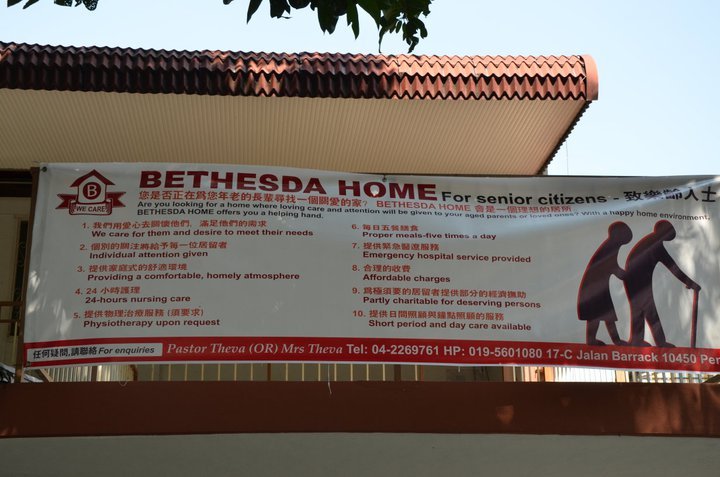 B
WE CARE
BETHESDA HOME For senior citizens - 致樂齡人士
您是否正在為您年老的長輩尋找一個關愛的家? BETHESDA HOME 會是一個理想的居所
Are you looking for a home where loving care and attention will be given to your aged parents or loved ones? With a happy home environment,
BETHESDA HOME offers you a helping hand.
1. 我們用愛心去關懷他們, 滿足他們的需求
We care for them and desire to meet their needs
2. 個別的關注將給予每一位居留者
Individual attention given
3. 提供家庭式的舒適環境
Providing a comfortable, homely atmosphere
4. 24 小時護理
24-hours nursing care
5. 提供物理治療服務 (須要求)
Physiotherapy upon request
6. 每日五餐膳食
Proper meals-five times a day
7. 提供緊急醫療服務
Emergency hospital service provided
8. 合理的收費
Affordable charges
9. 為極須要的居留者提供部分的經濟撫助
Partly charitable for deserving persons
10. 提供日間照顧與鐘點照顧的服務
Short period and day care available
任何疑問,請聯絡 For enquiries Pastor Theva (OR) Mrs Theva Tel: 04-2269761 HP: 019-5601080 17-C Jalan Barrack 10450 Pen